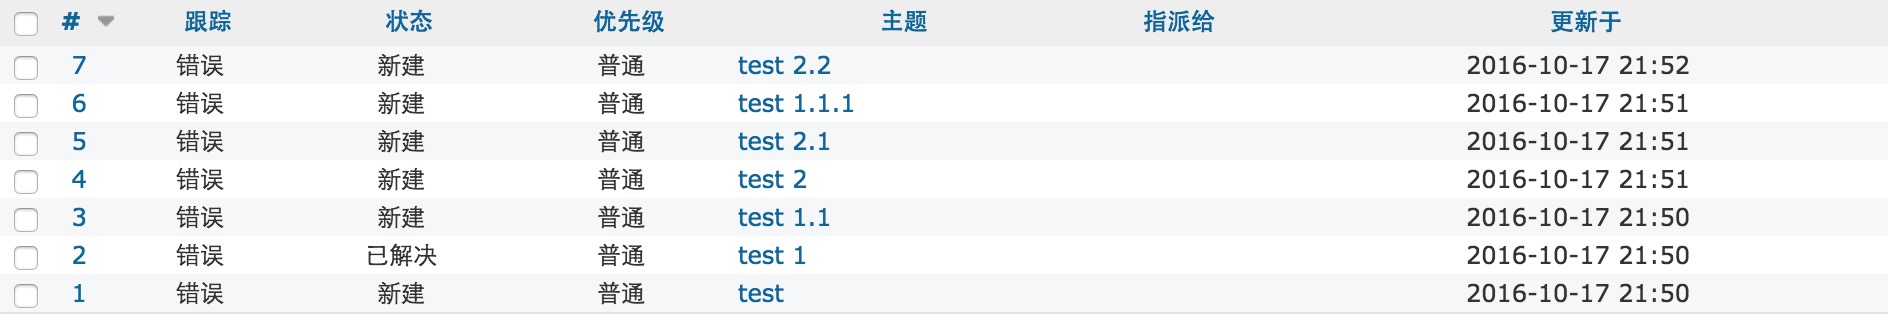 # 跟踪 状态 优先级 主题 指派给 更新于
7 错误 新建 普通 test 2.2 2016-10-17 21:52
6 错误 新建 普通 test 1.1.1 2016-10-17 21:51
5 错误 新建 普通 test 2.1 2016-10-17 21:51
4 错误 新建 普通 test 2 2016-10-17 21:51
3 错误 新建 普通 test 1.1 2016-10-17 21:50
2 错误 已解决 普通 test 1 2016-10-17 21:50
1 错误 新建 普通 test 2016-10-17 21:50